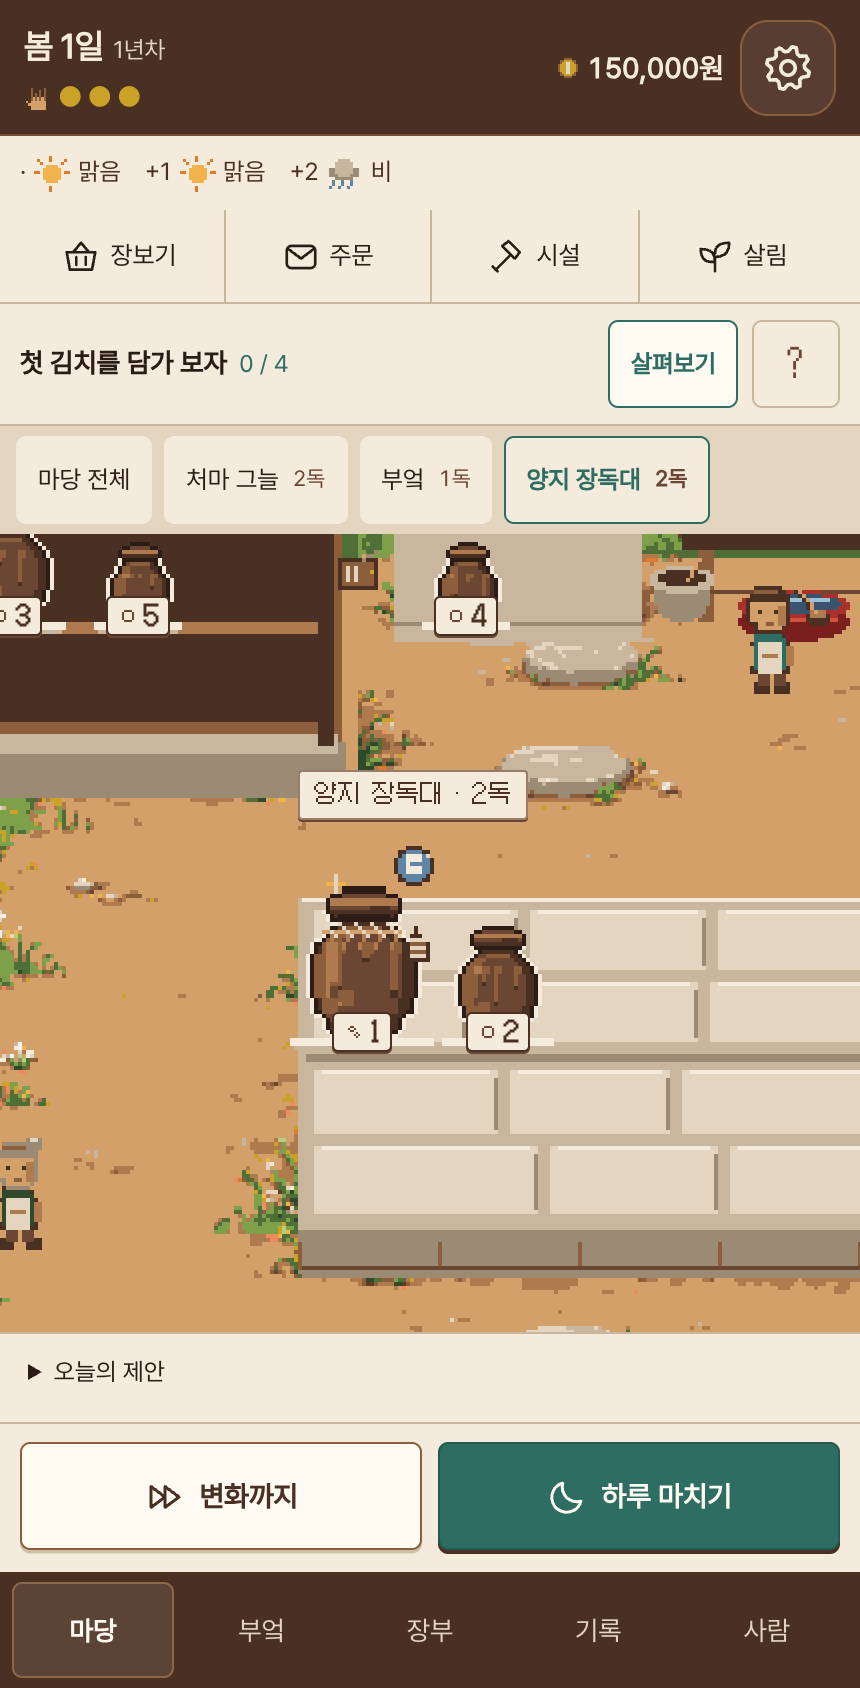 봄 1일 1년차
150,000원
· 맑음 +1 맑음 +2 비
장보기 주문 시설 살림
첫 김치를 담가 보자 0 / 4 살펴보기 ?
마당 전체 처마 그늘 2독 부엌 1독 양지 장독대 2독
3 5 4
양지 장독대 · 2독
1 2
▶ 오늘의 제안
변화까지 하루 마치기
마당 부엌 장부 기록 사람